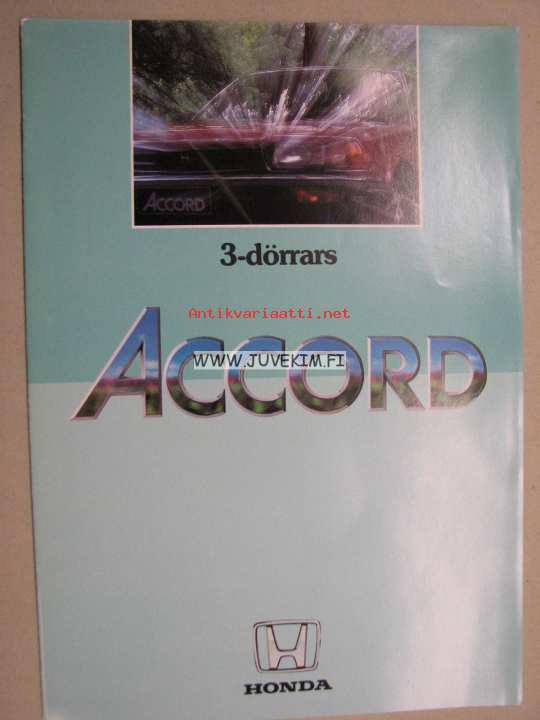 ACCORD
3-dörrars
Antikvariaatti.net
WWW.JUVEKIM.FI
ACCORD
HONDA